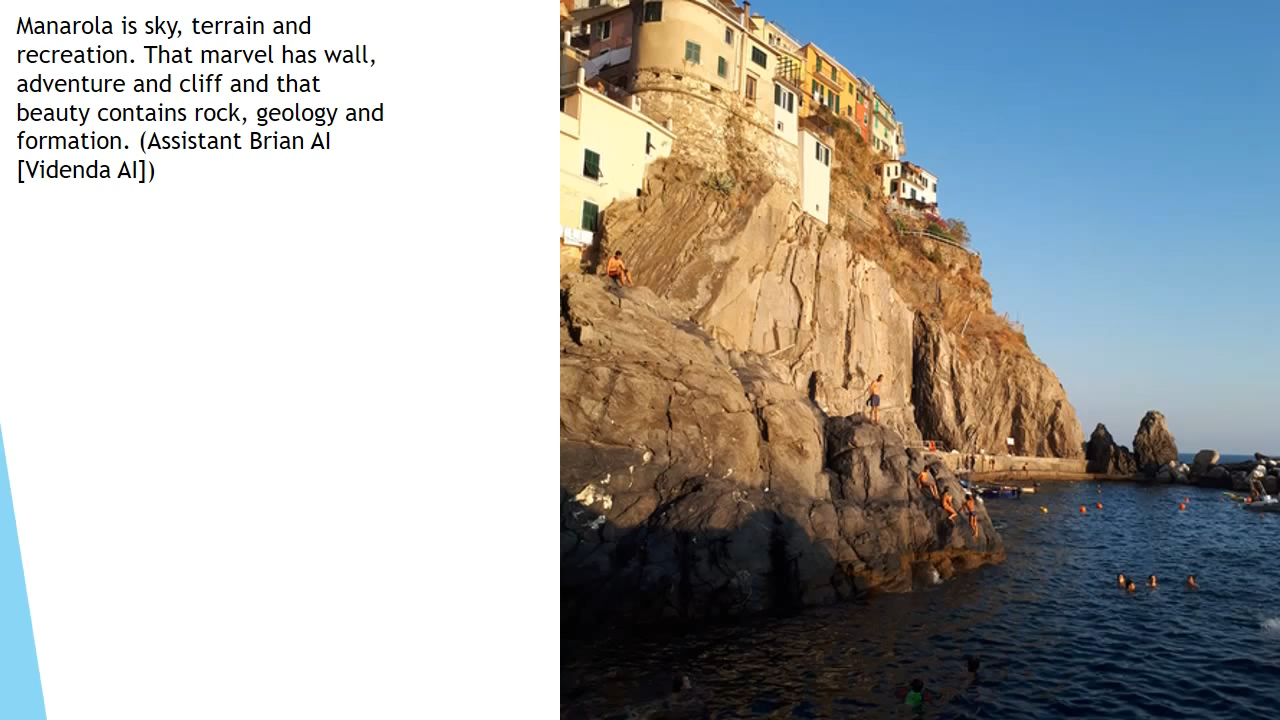 Manarola is sky, terrain and
recreation. That marvel has wall,
adventure and cliff and that
beauty contains rock, geology and
formation. (Assistant Brian AI
[Videnda AI])